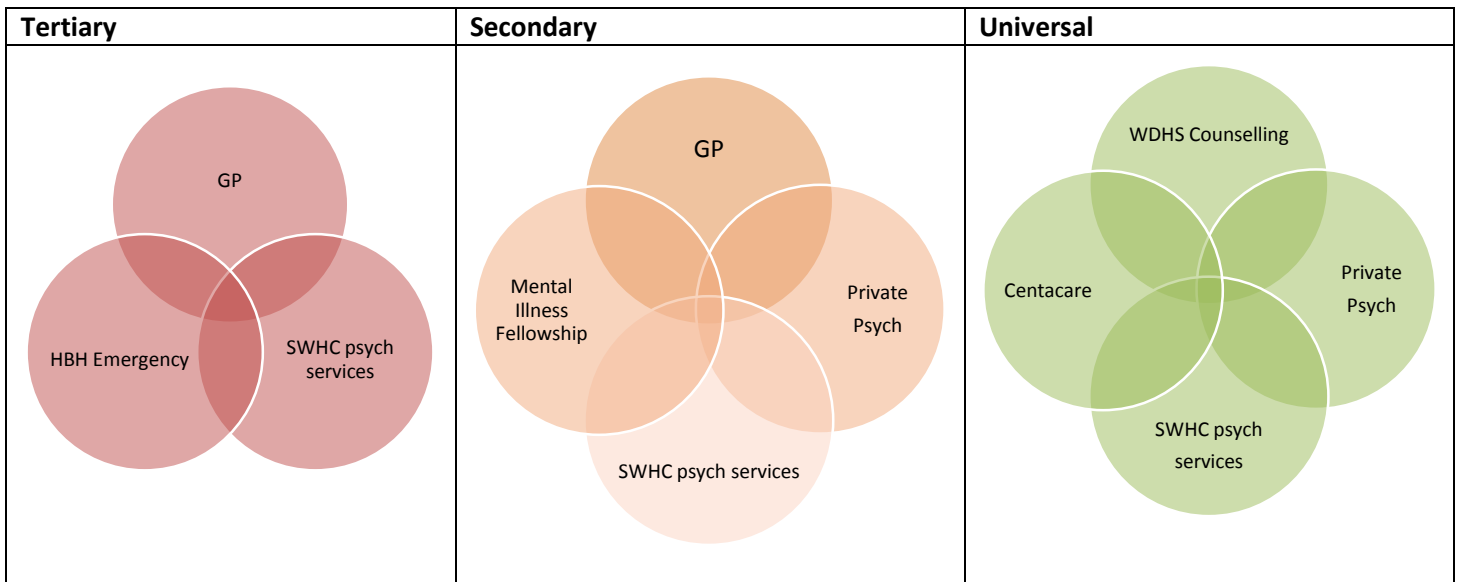 Tertiary
Secondary
Universal
GP
HBH Emergency
SWHC psych
services
GP
Mental
Illness
Fellowship
Private
Psych
SWHC psych services
WDHS Counselling
Centacare
Private
Psych
SWHC psych
services